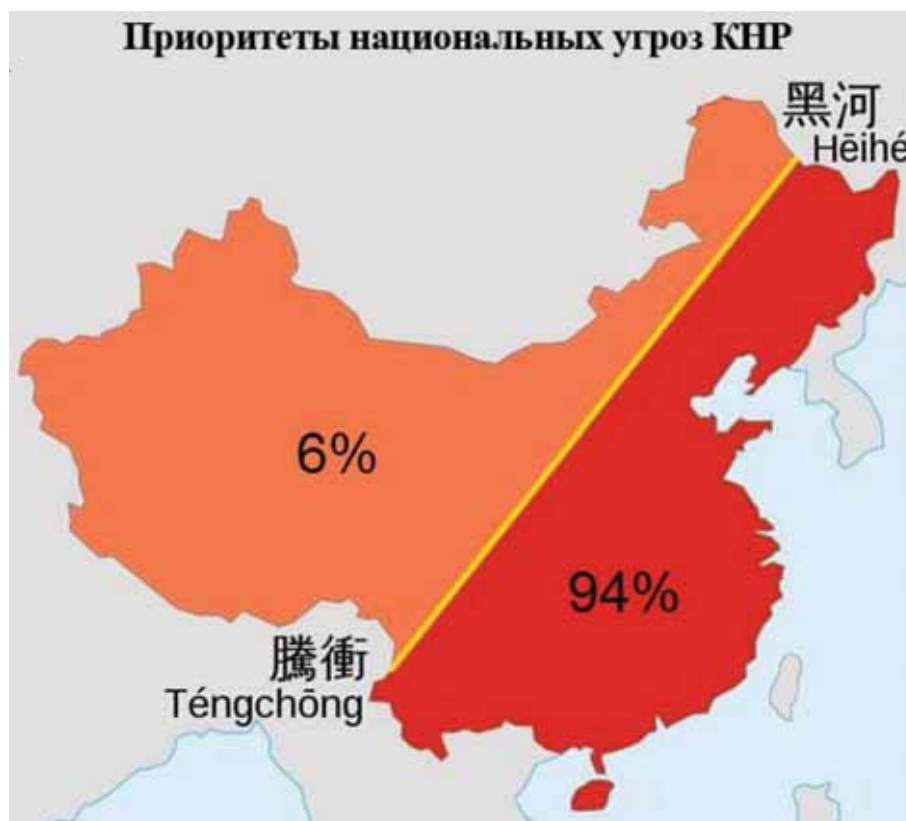 Приоритеты национальных угроз КНР
黑河
Hēihé
6%
94%
騰衝
Téngchōng